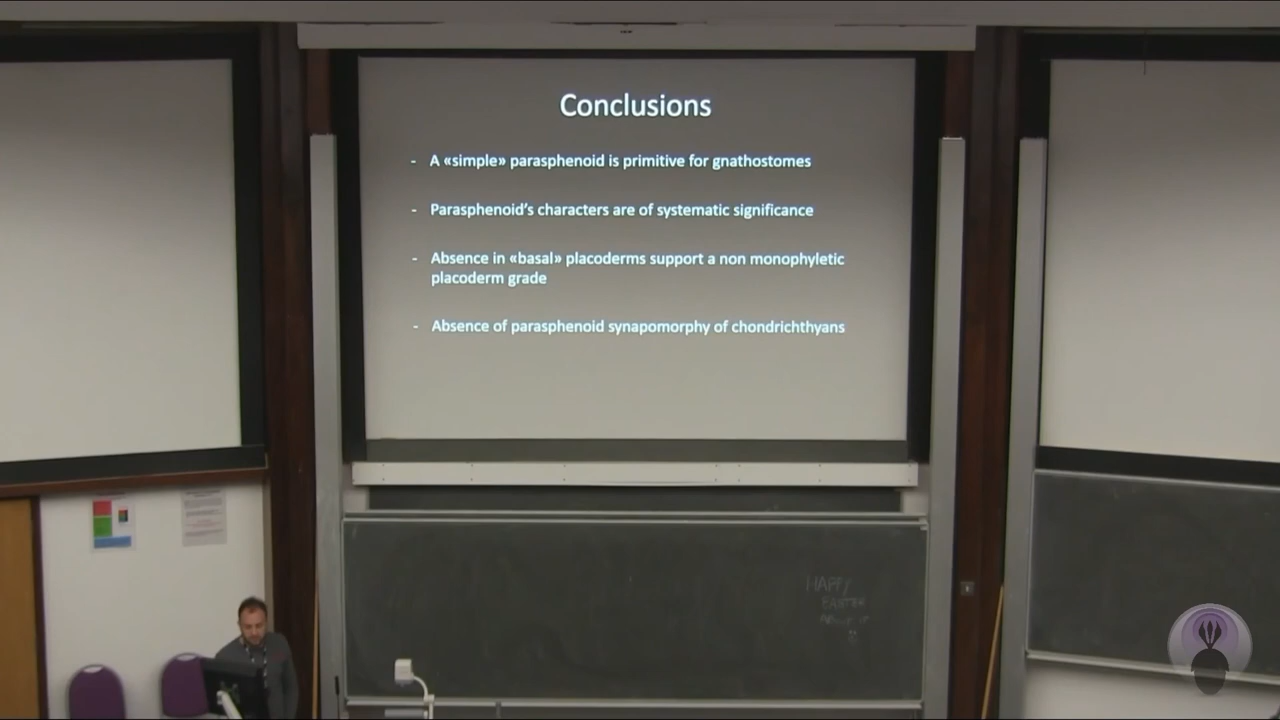 Conclusions
- A «simple» parasphenoid is primitive for gnathostomes
- Parasphenoid's characters are of systematic significance
- Absence in «basal» placoderms support a non monophyletic
placoderm grade
- Absence of parasphenoid synapomorphy of chondrichthyans
HAPPY
EASTER